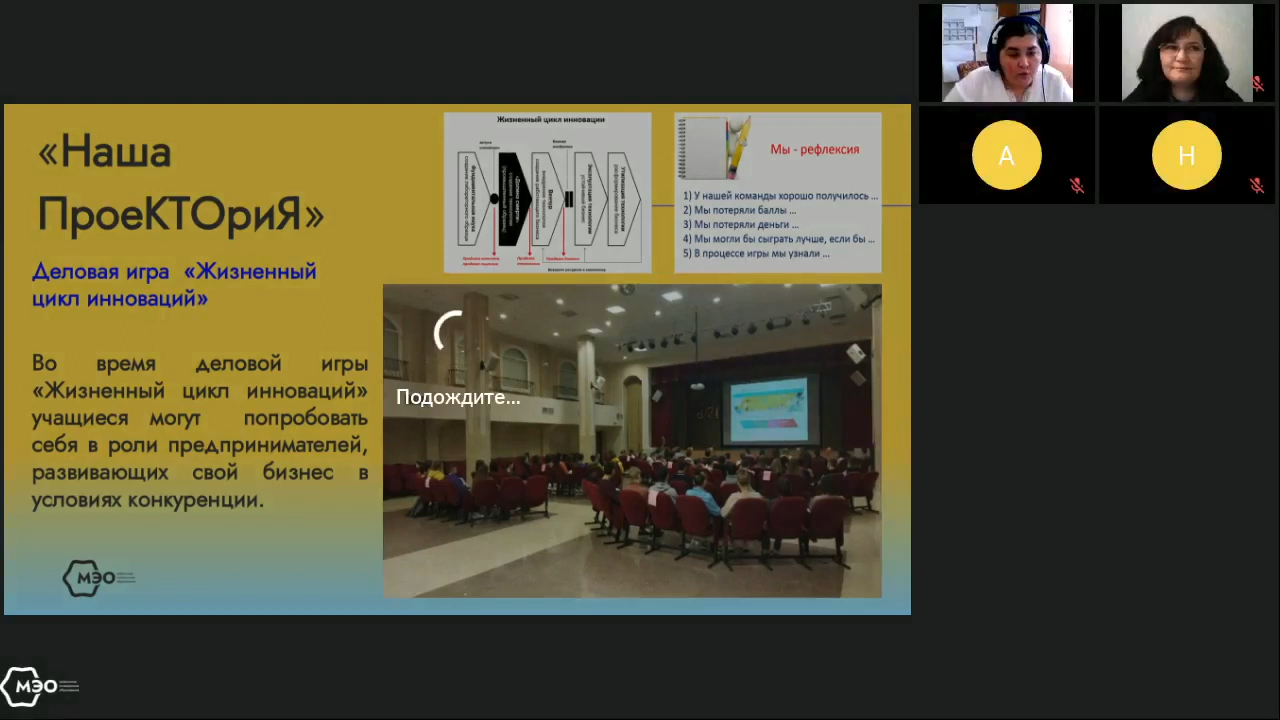 «Наша
ПроеКТОриЯ»
Деловая игра «Жизненный
цикл инноваций»
Во время деловой игры
«Жизненный цикл инноваций»
учащиеся могут попробовать
себя в роли предпринимателей,
развивающих свой бизнес в
условиях конкуренции.
МЭО
Жизненный цикл инновации
Мы - рефлексия
1) У нашей команды хорошо получилось ...
2) Мы потеряли баллы ...
3) Мы потеряли деньги ...
4) Мы могли бы сыграть лучше, если бы ...
5) В процессе игры мы узнали ...
Подождите...
А
Н
МЭО